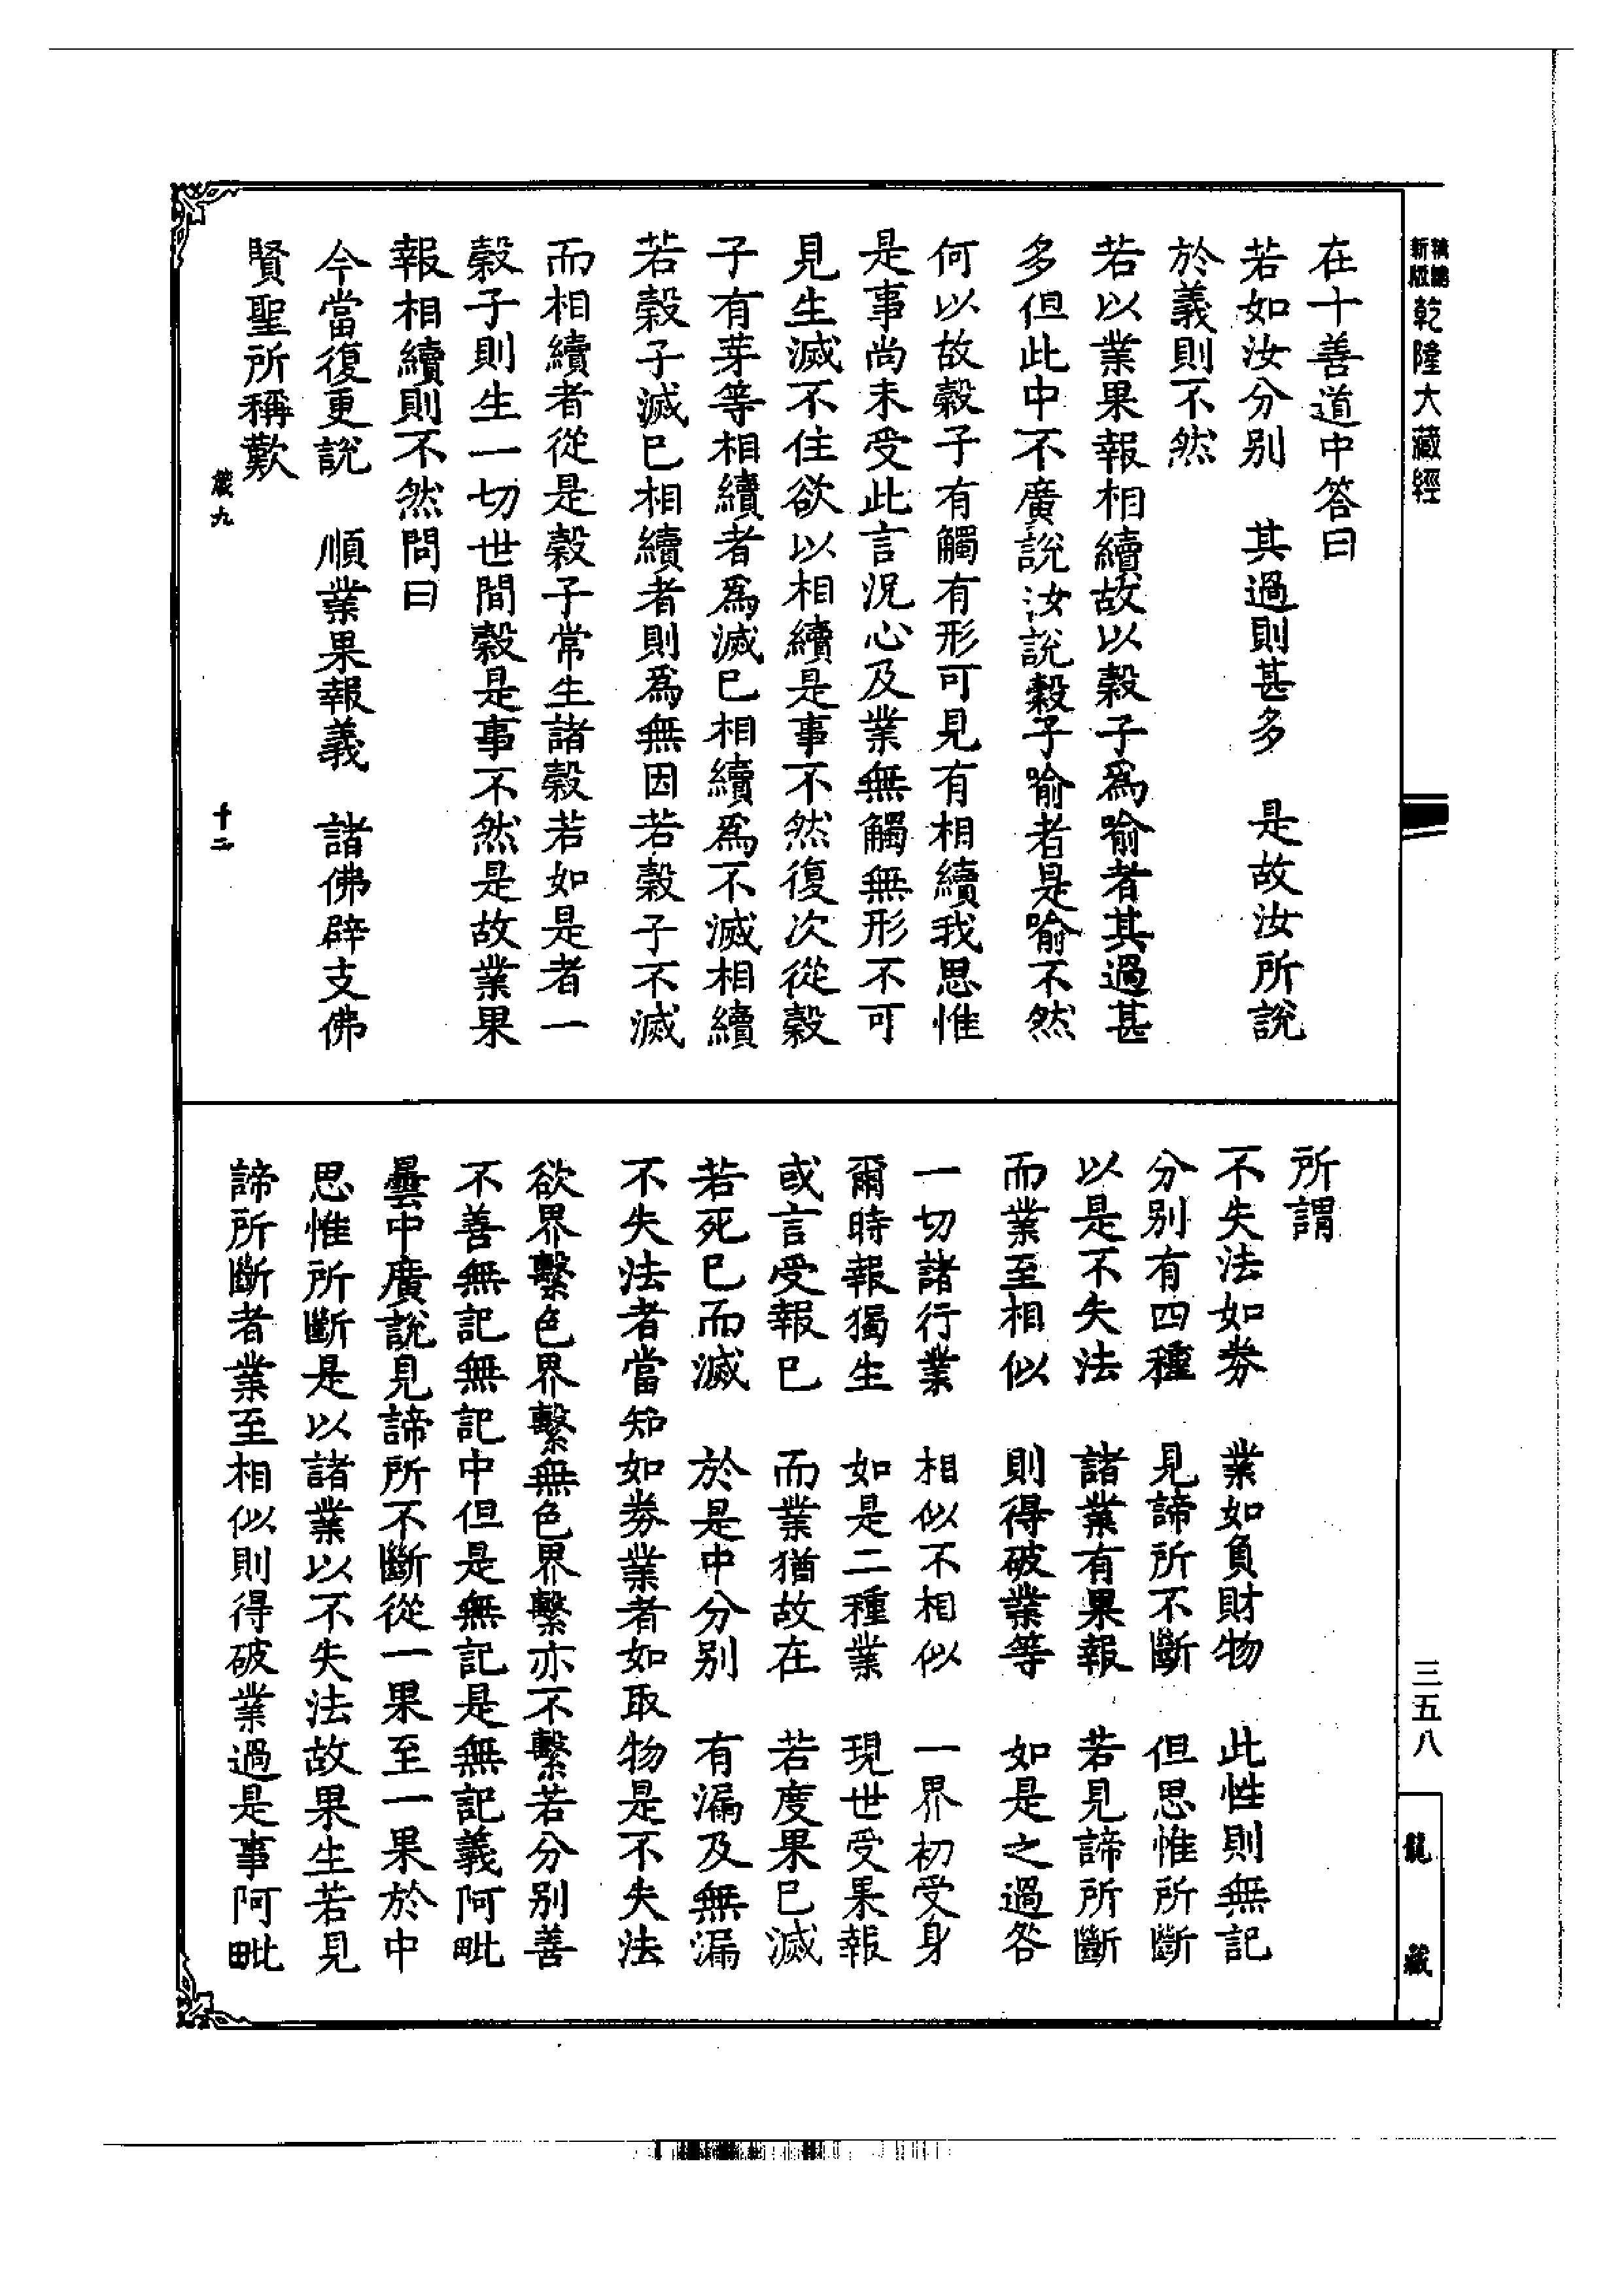 新版
乾隆大藏經
在十善道中答曰
若如汝分别　其過則甚多　是故汝所説
於義則不然
若以業果報相續故以穀子爲喻者其過甚
多但此中不廣説汝説穀子喻者是喻不然
何以故穀子有觸有形可見有相續我思惟
是事尚未受此言況心及業無觸無形不可
見生滅不住欲以相續是事不然復次從穀
子有芽等相續者爲滅已相續爲不滅相續
若穀子滅已相續者則爲無因若穀子不滅
而相續者從是穀子常生諸穀若如是者一
穀子則生一切世間穀是事不然是故業果
報相續則不然問曰
今當復更説　順業果報義　諸佛辟支佛
賢聖所稱歎
藏九
十二
所謂
不失法如券　業如負財物　此性則無記
分别有四種　見諦所不斷　但思惟所斷
以是不失法　諸業有果報　若見諦所斷
而業至相似　則得破業等　如是之過咎
一切諸行業　相似不相似　一界初受身
爾時報獨生　如是二種業　現世受果報
或言受報已　而業猶故在　若度果已滅
若死已而滅　於是中分别　有漏及無漏
不失法者當知如券業者如取物是不失法
欲界繫色界繫無色界繫亦不繫若分别善
不善無記無記中但是無記是無記義阿毗
曇中廣説見諦所不斷從一果至一果於中
思惟所斷是以諸業以不失法故果生若見
諦所斷者業至相似則得破業過是事阿毗
三五八
龍藏